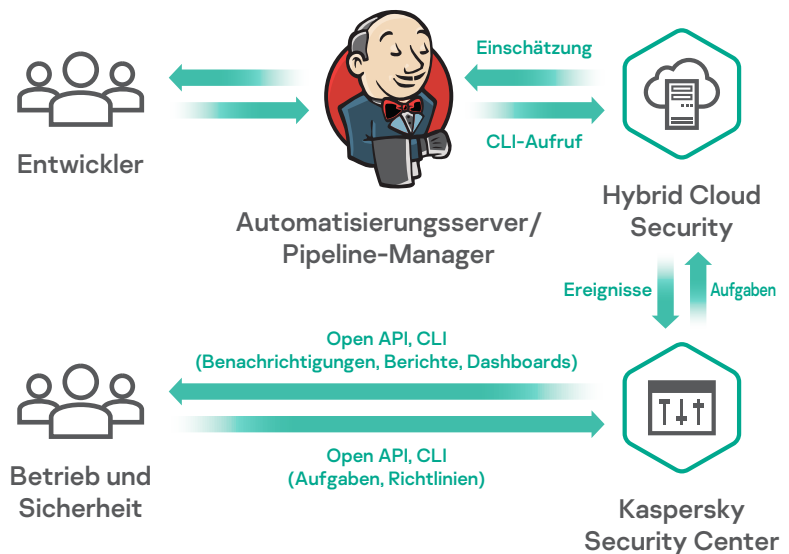 Einschätzung
CLI-Aufruf
Entwickler
Automatisierungsserver/
Pipeline-Manager
Hybrid Cloud
Security
Ereignisse
Aufgaben
Open API, CLI
(Benachrichtigungen, Berichte, Dashboards)
Open API, CLI
(Aufgaben, Richtlinien)
Betrieb und
Sicherheit
Kaspersky
Security Center